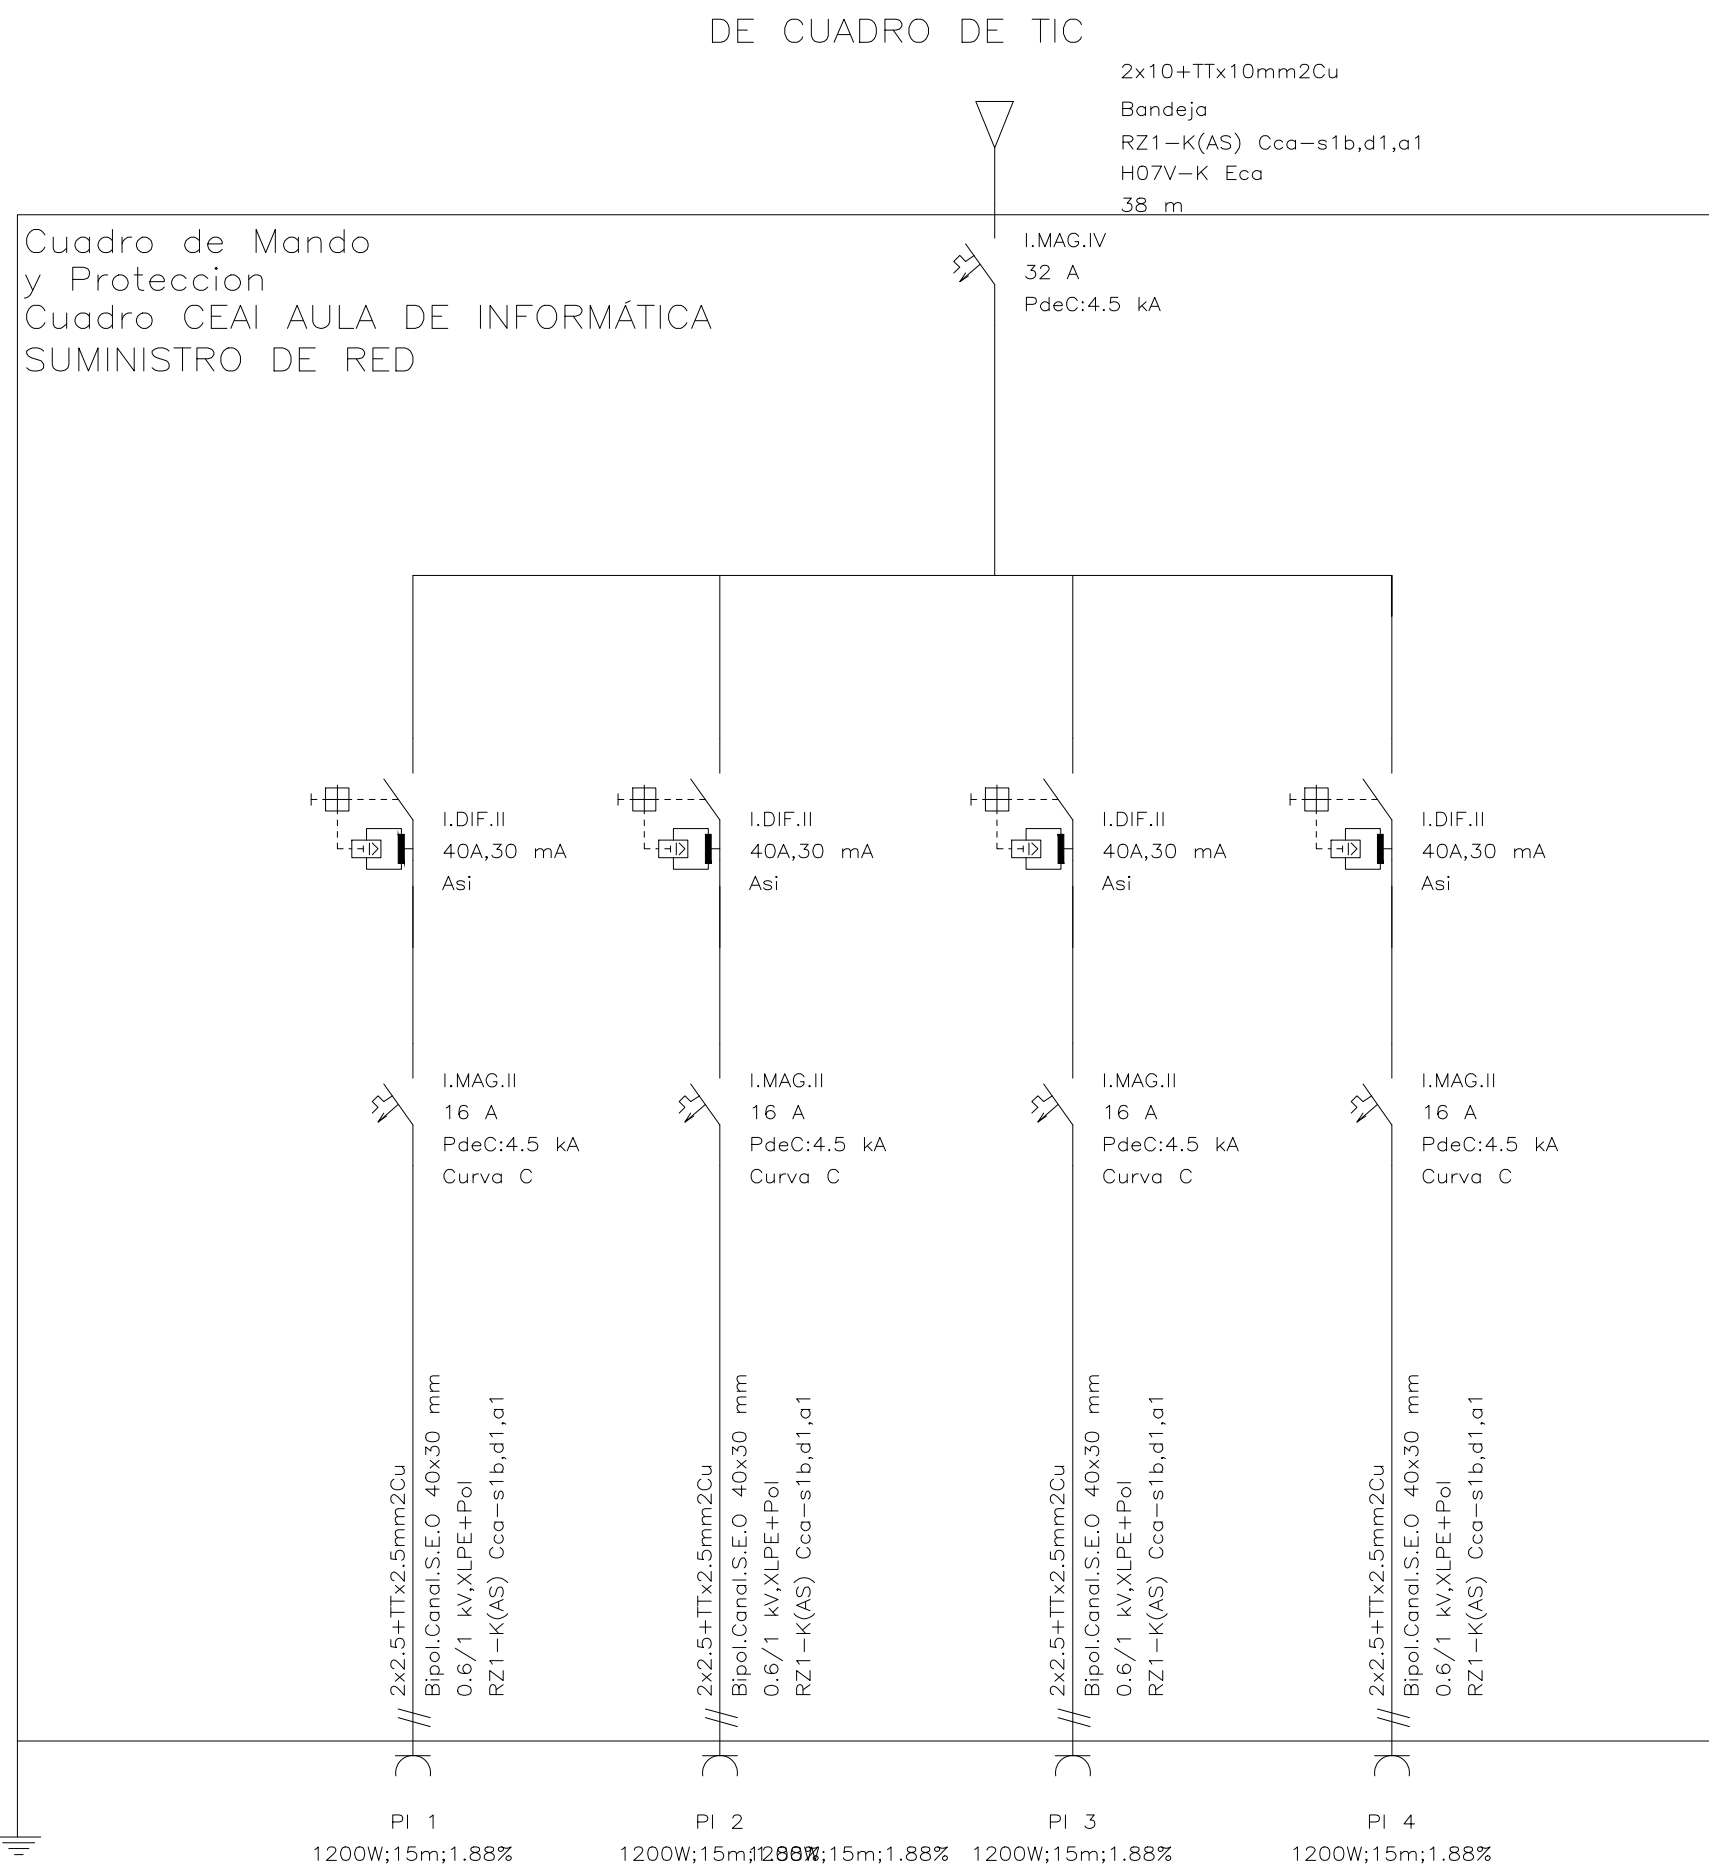 DE CUADRO DE TIC
2x10+TTx10mm2Cu
Bandeja
RZ1-K(AS) Cca-s1b,d1,a1
H07V-K Eca
38 m
Cuadro de Mando
y Proteccion
Cuadro CEAI AULA DE INFORMÁTICA
SUMINISTRO DE RED
I.MAG.IV
32 A
PdeC:4.5 kA
I.DIF.II
40A,30 mA
Asi
I.DIF.II
40A,30 mA
Asi
I.DIF.II
40A,30 mA
Asi
I.DIF.II
40A,30 mA
Asi
I.MAG.II
16 A
PdeC:4.5 kA
Curva C
I.MAG.II
16 A
PdeC:4.5 kA
Curva C
I.MAG.II
16 A
PdeC:4.5 kA
Curva C
I.MAG.II
16 A
PdeC:4.5 kA
Curva C
2x2.5+TTx2.5mm2Cu
Bipol.Canal.S.E.O 40x30 mm
0.6/1 kV,XLPE+Pol
RZ1-K(AS) Cca-s1b,d1,a1
2x2.5+TTx2.5mm2Cu
Bipol.Canal.S.E.O 40x30 mm
0.6/1 kV,XLPE+Pol
RZ1-K(AS) Cca-s1b,d1,a1
2x2.5+TTx2.5mm2Cu
Bipol.Canal.S.E.O 40x30 mm
0.6/1 kV,XLPE+Pol
RZ1-K(AS) Cca-s1b,d1,a1
2x2.5+TTx2.5mm2Cu
Bipol.Canal.S.E.O 40x30 mm
0.6/1 kV,XLPE+Pol
RZ1-K(AS) Cca-s1b,d1,a1
PI 1
1200W;15m;1.88%
PI 2
1200W;15m;1.88%
1200W;15m;1.88%
PI 3
1200W;15m;1.88%
PI 4
1200W;15m;1.88%